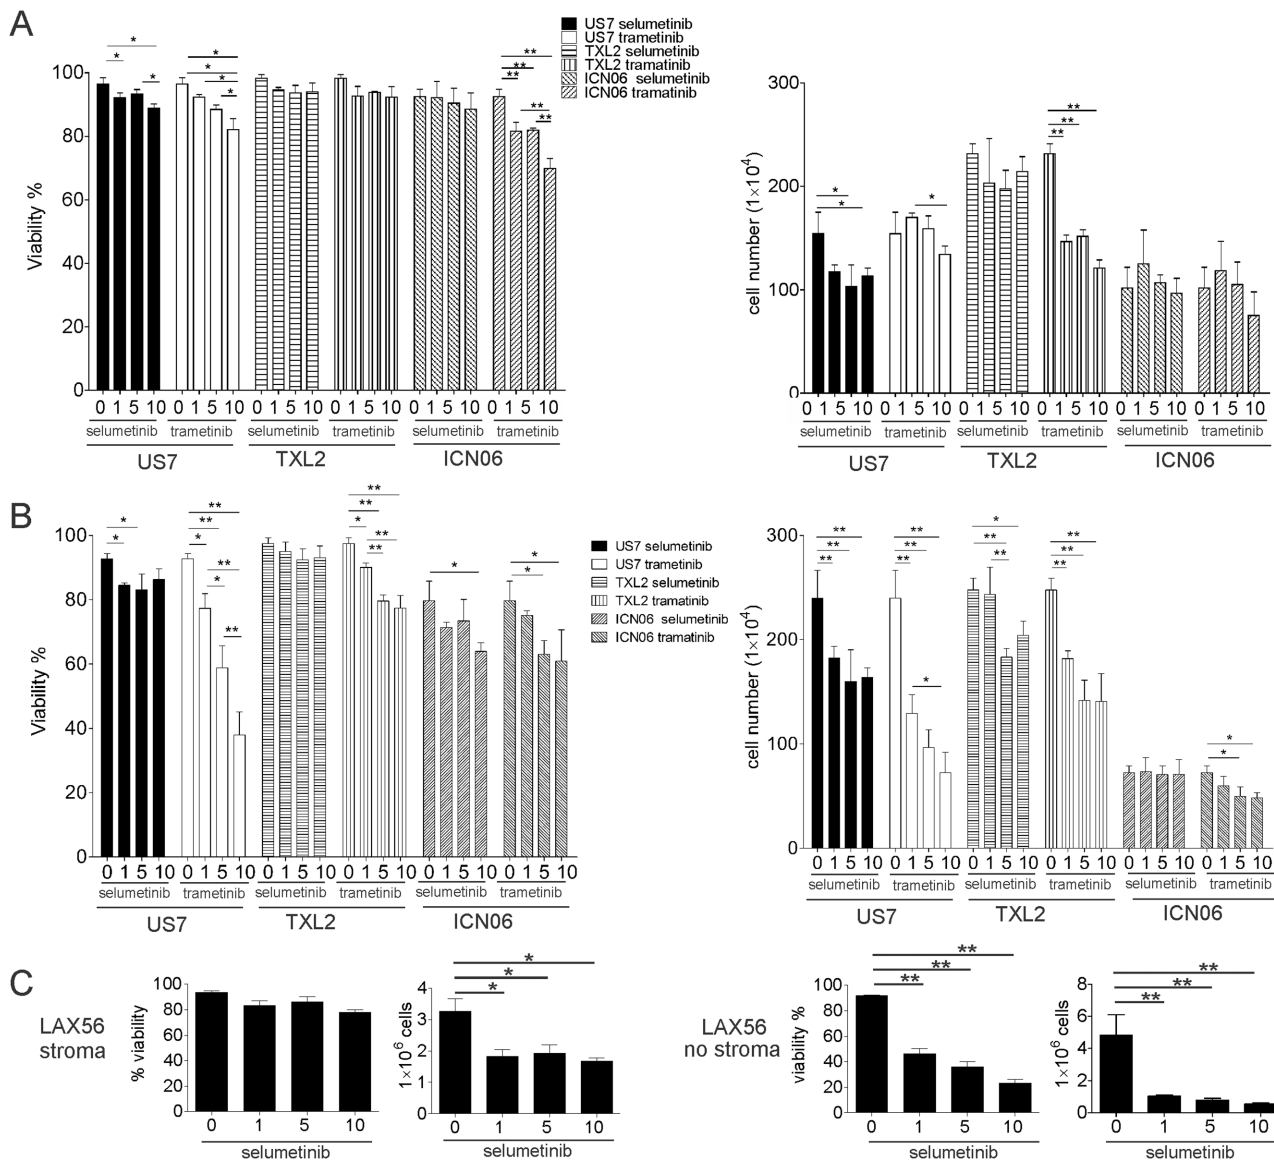 A
US7 selumetinib
US7 trametinib
TXL2 selumetinib
TXL2 tramatinib
ICN06 selumetinib
ICN06 tramatinib
* * * * * * * ** ** ** ** **
Viability %
100
80
60
40
20
0
0 1 5 10 0 1 5 10 0 1 5 10 0 1 5 10 0 1 5 10 0 1 5 10
selumetinib trametinib selumetinib trametinib selumetinib trametinib
US7 TXL2 ICN06
* * * ** ** **
cell number (1×10⁴)
300
200
100
0
0 1 5 10 0 1 5 10 0 1 5 10 0 1 5 10 0 1 5 10 0 1 5 10
selumetinib trametinib selumetinib trametinib selumetinib trametinib
US7 TXL2 ICN06
B
US7 selumetinib
US7 trametinib
TXL2 selumetinib
TXL2 tramatinib
ICN06 selumetinib
ICN06 tramatinib
* * ** ** * ** * ** ** ** * ** ** * * *
Viability %
100
80
60
40
20
0
0 1 5 10 0 1 5 10 0 1 5 10 0 1 5 10 0 1 5 10 0 1 5 10
selumetinib trametinib selumetinib trametinib selumetinib trametinib
US7 TXL2 ICN06
** ** ** ** ** ** * * ** ** ** ** ** * *
cell number (1×10⁴)
300
200
100
0
0 1 5 10 0 1 5 10 0 1 5 10 0 1 5 10 0 1 5 10 0 1 5 10
selumetinib trametinib selumetinib trametinib selumetinib trametinib
US7 TXL2 ICN06
C
LAX56
stroma
% viability
100
80
60
40
20
0
0 1 5 10
selumetinib
* * *
1×10⁶ cells
4
3
2
1
0
0 1 5 10
selumetinib
LAX56
no stroma
** ** **
viability %
100
80
60
40
20
0
0 1 5 10
selumetinib
** ** **
1×10⁶ cells
8
6
4
2
0
0 1 5 10
selumetinib